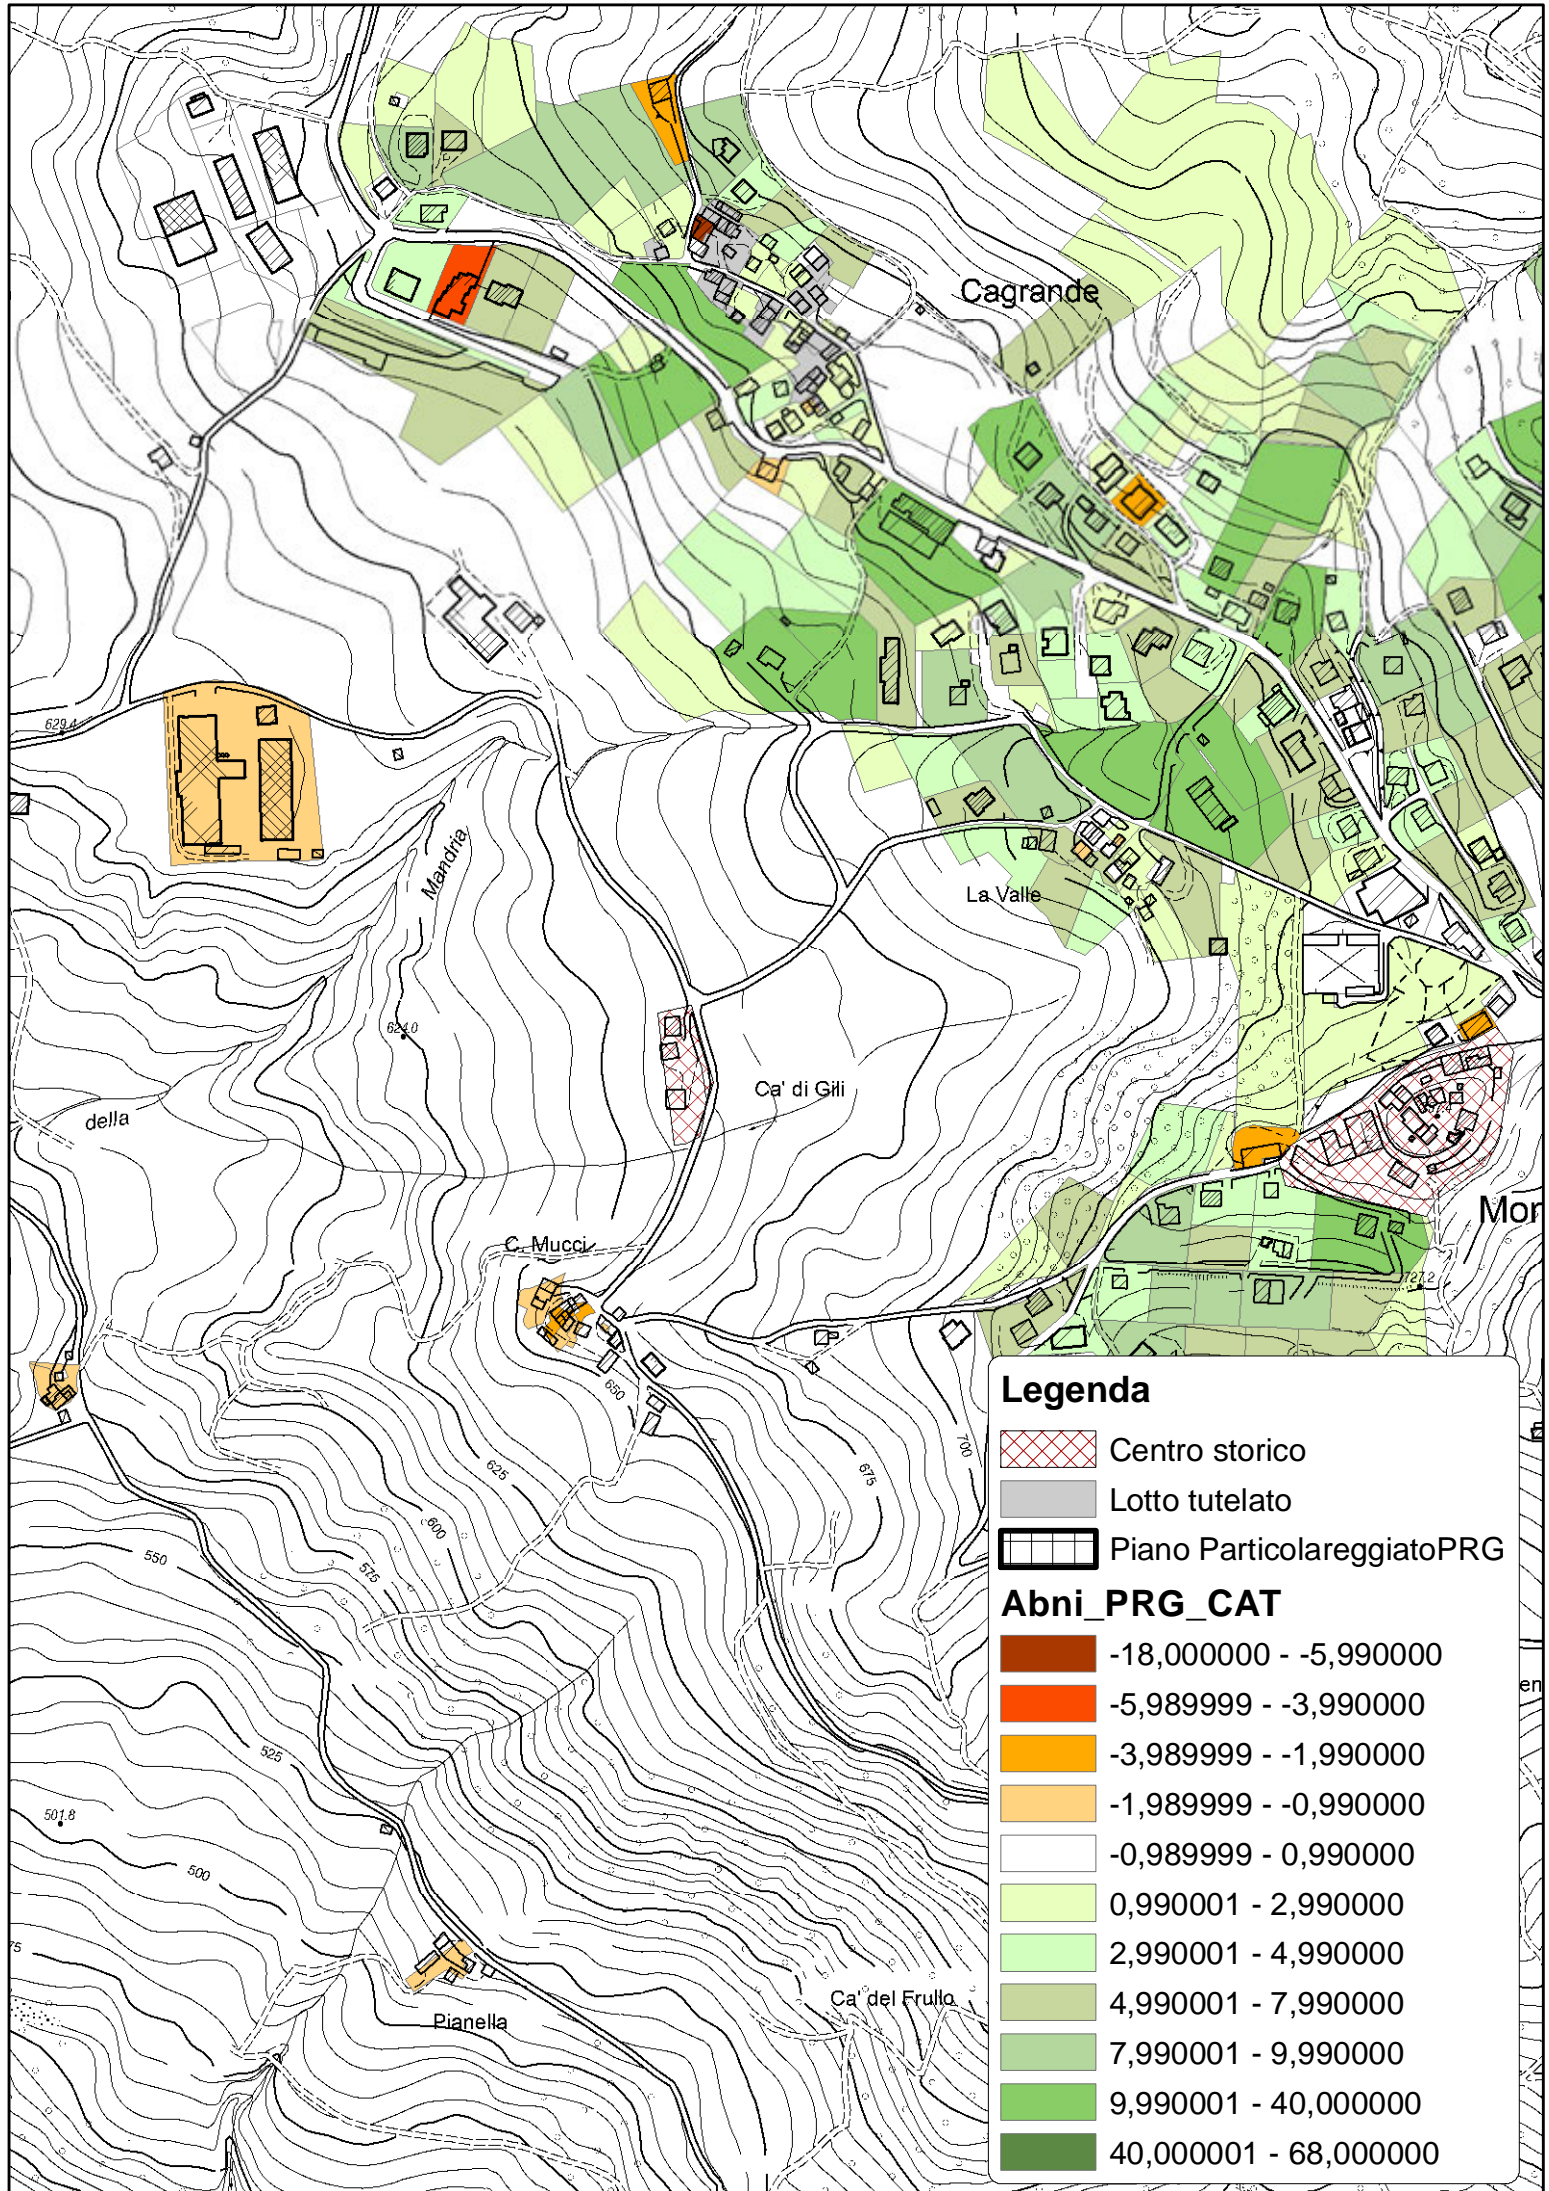 Cagrande
629.4
Mandria
La Valle
624.0
Ca' di Gili
della
Mor
C. Mucci
727.2
650
700
675
625
600
575
550
525
501.8
500
75
Pianella
Ca' del Frullo
en
Legenda
Centro storico
Lotto tutelato
Piano ParticolareggiatoPRG
Abni_PRG_CAT
-18,000000 - -5,990000
-5,989999 - -3,990000
-3,989999 - -1,990000
-1,989999 - -0,990000
-0,989999 - 0,990000
0,990001 - 2,990000
2,990001 - 4,990000
4,990001 - 7,990000
7,990001 - 9,990000
9,990001 - 40,000000
40,000001 - 68,000000